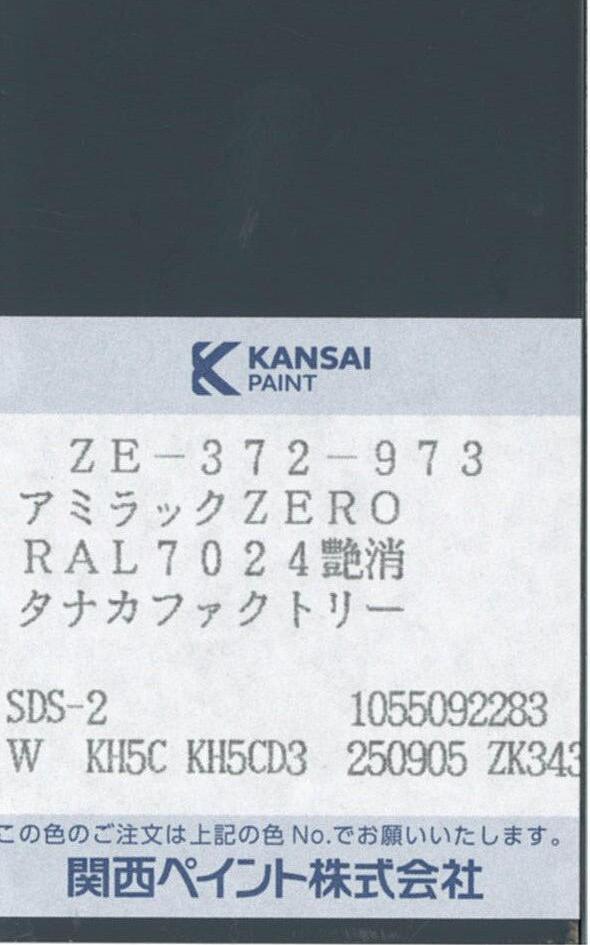 KANSAI
PAINT
ZE-372-973
アミラックZERO
RAL7024艶消
タナカファクトリー
SDS-2 1055092283
W KH5C KH5CD3 250905 ZK343
この色のご注文は上記の色 No.でお願いいたします。
関西ペイント株式会社